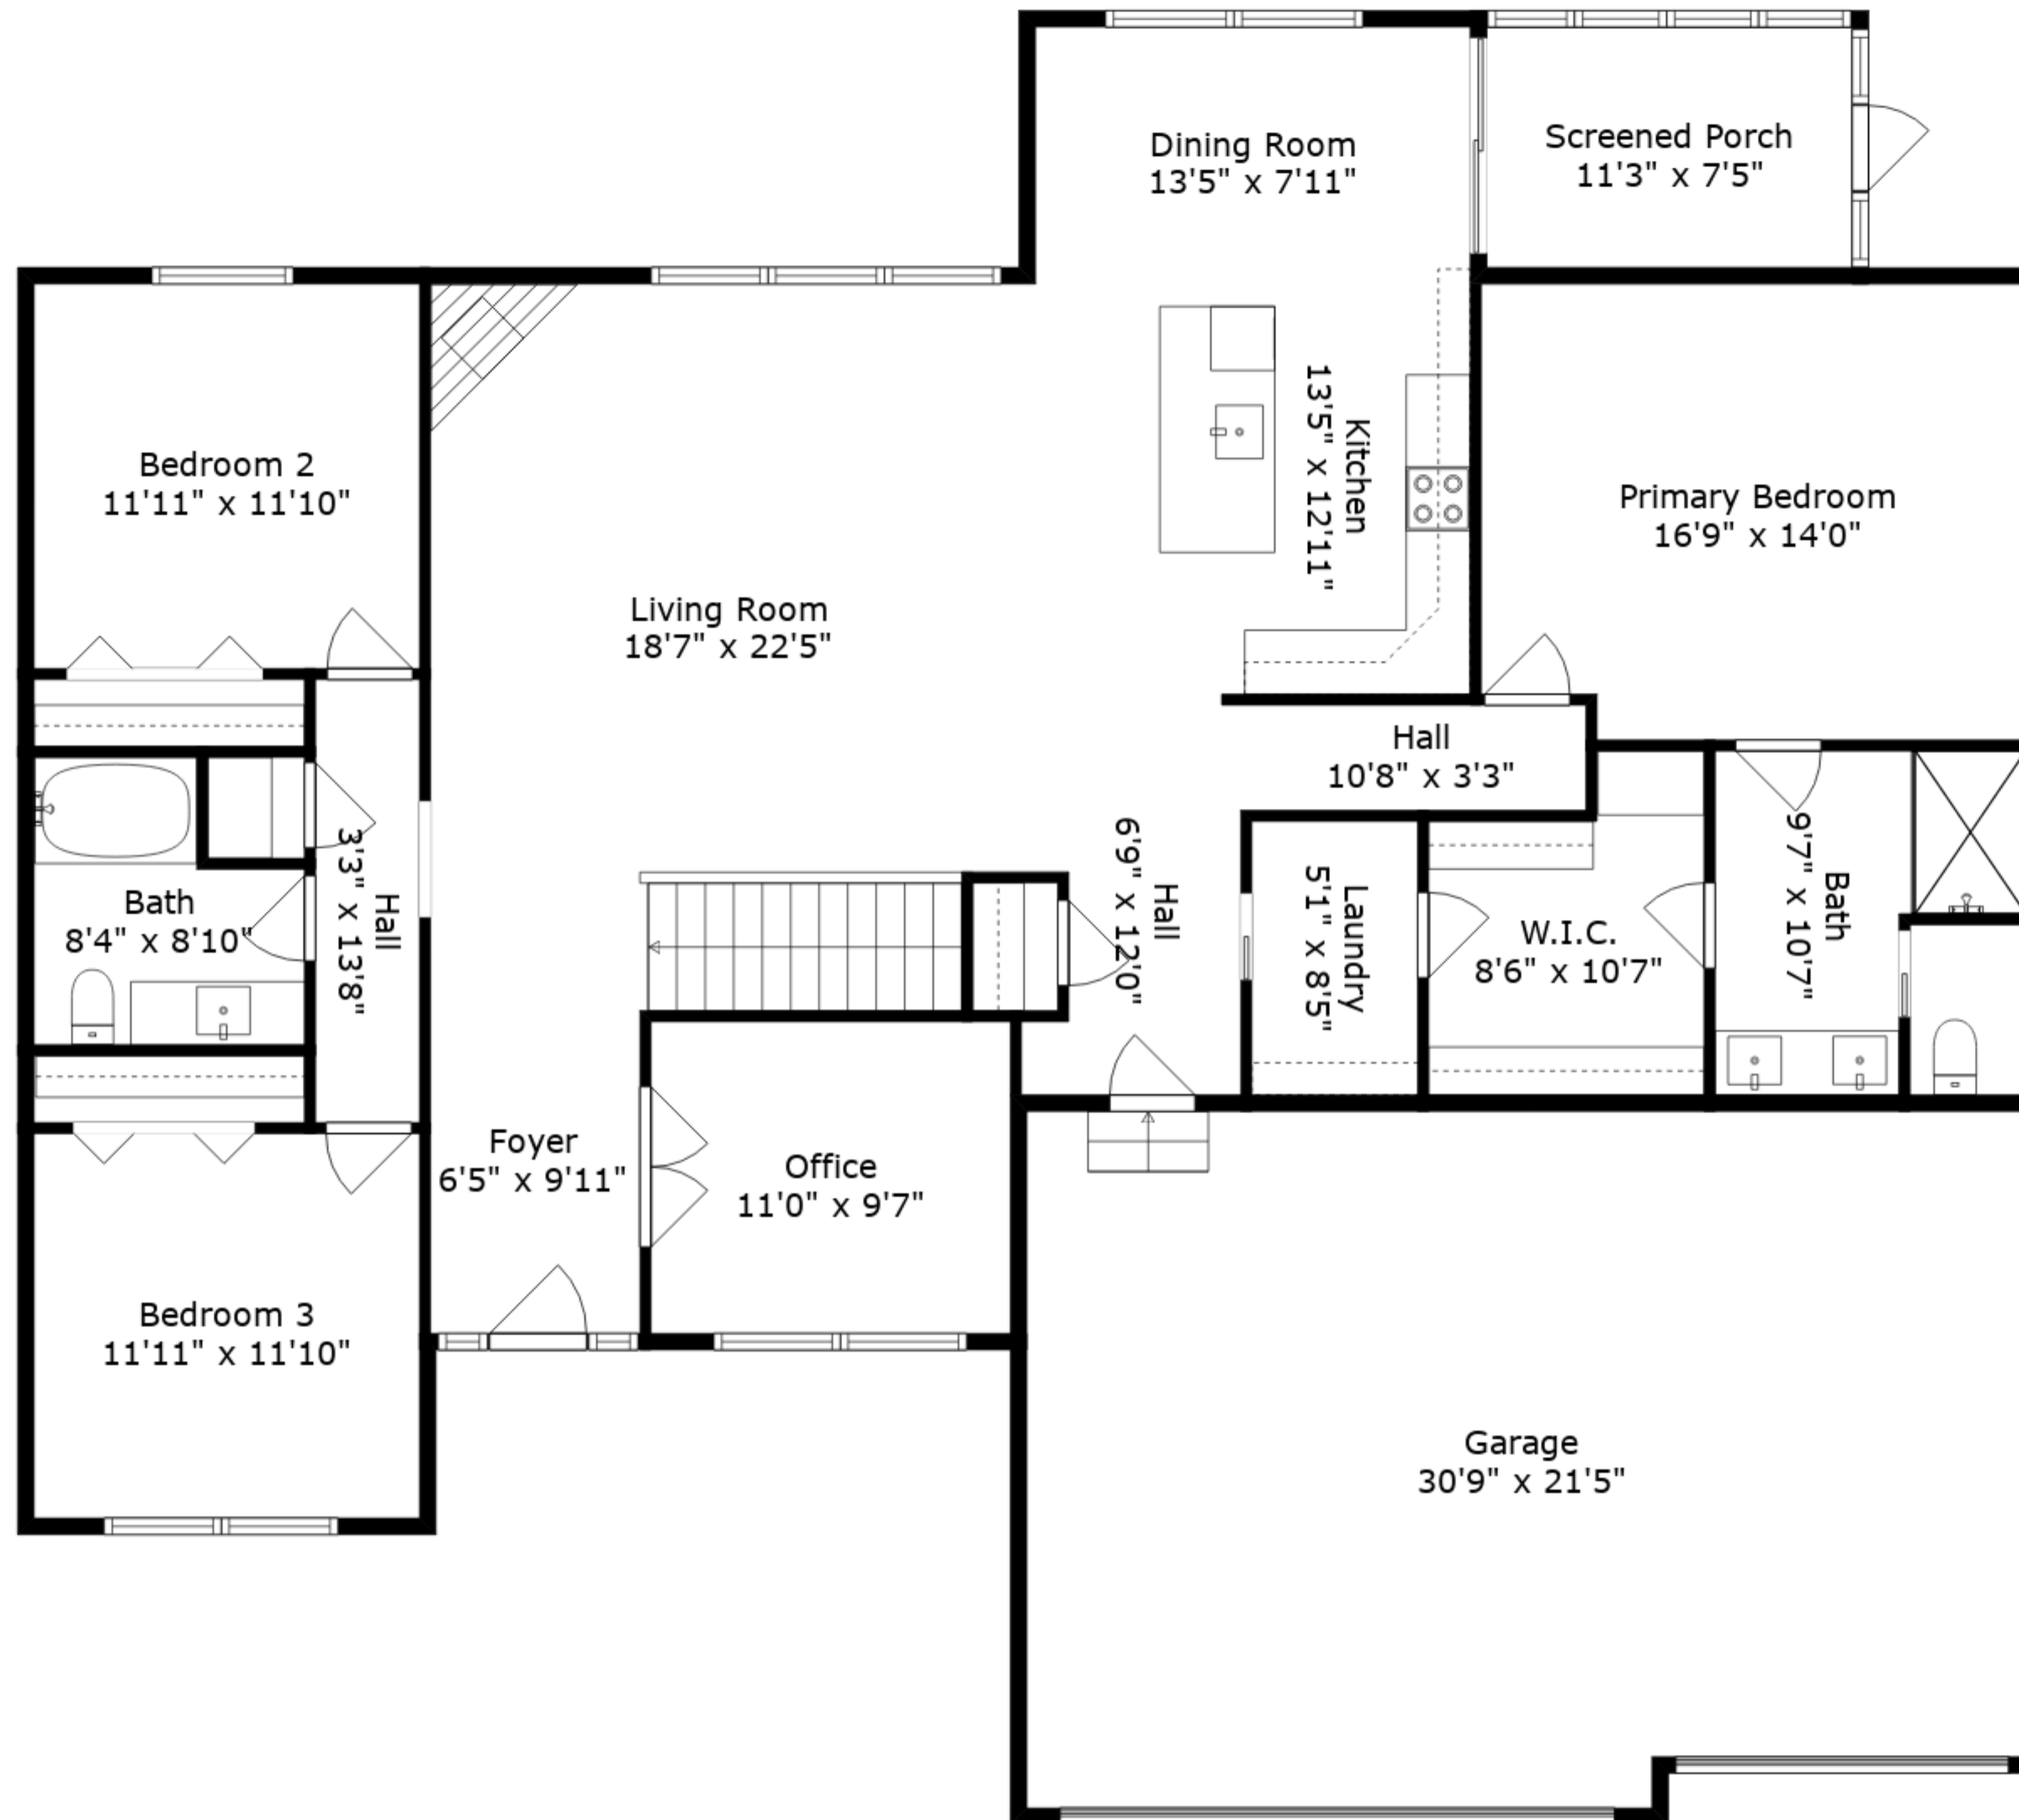 Dining Room
13'5" x 7'11"
Screened Porch
11'3" x 7'5"
Bedroom 2
11'11" x 11'10"
Kitchen
13'5" x 12'11"
Primary Bedroom
16'9" x 14'0"
Living Room
18'7" x 22'5"
Hall
10'8" x 3'3"
Bath
8'4" x 8'10"
Hall
3'3" x 13'8"
Hall
6'9" x 12'0"
Laundry
5'1" x 8'5"
W.I.C.
8'6" x 10'7"
Bath
9'7" x 10'7"
Foyer
6'5" x 9'11"
Office
11'0" x 9'7"
Bedroom 3
11'11" x 11'10"
Garage
30'9" x 21'5"